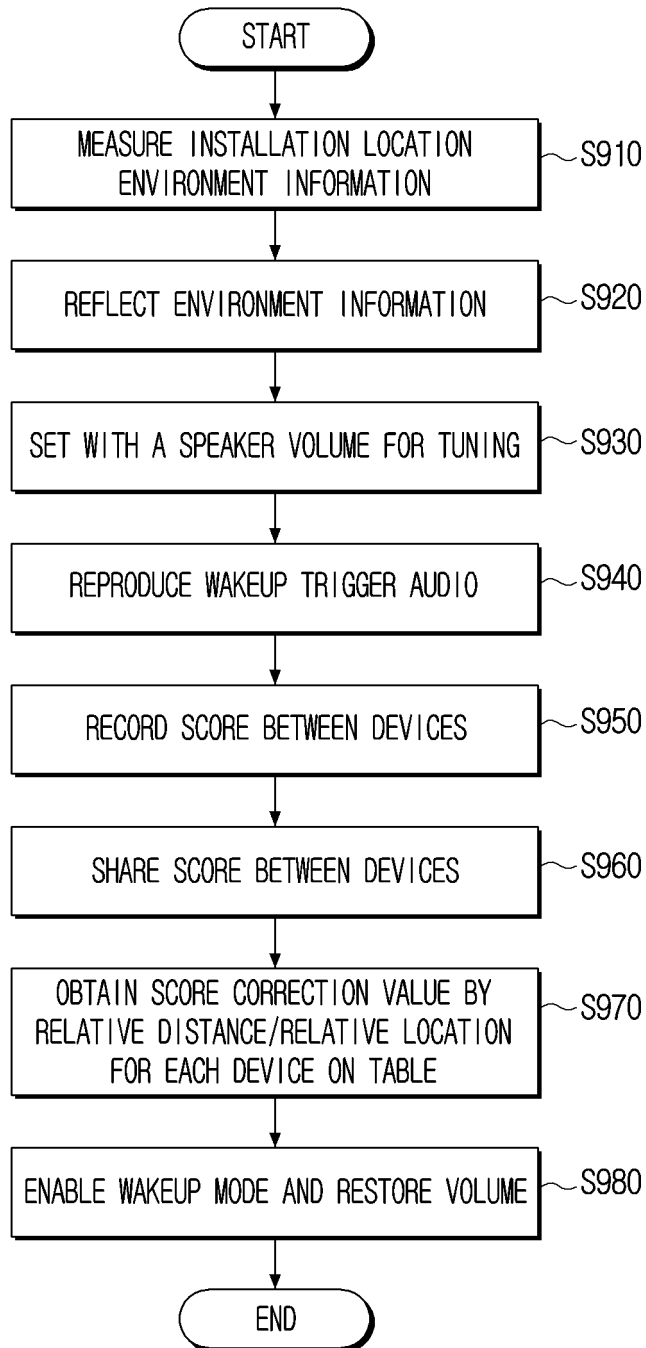 START
MEASURE INSTALLATION LOCATION
ENVIRONMENT INFORMATION
S910
REFLECT ENVIRONMENT INFORMATION
S920
SET WITH A SPEAKER VOLUME FOR TUNING
S930
REPRODUCE WAKEUP TRIGGER AUDIO
S940
RECORD SCORE BETWEEN DEVICES
S950
SHARE SCORE BETWEEN DEVICES
S960
OBTAIN SCORE CORRECTION VALUE BY
RELATIVE DISTANCE/RELATIVE LOCATION
FOR EACH DEVICE ON TABLE
S970
ENABLE WAKEUP MODE AND RESTORE VOLUME
S980
END